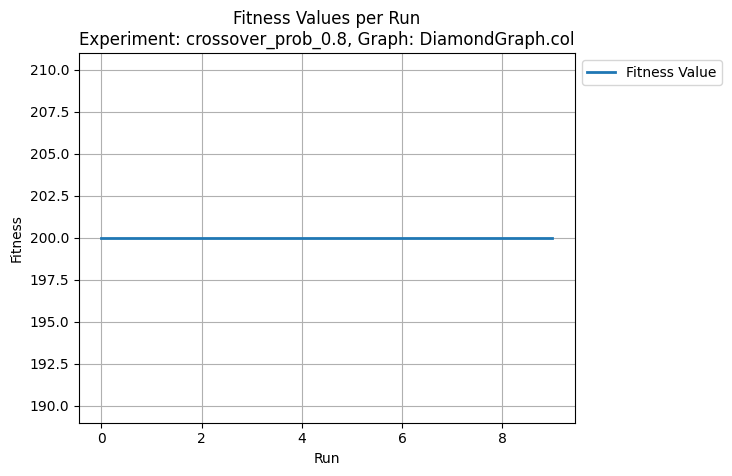 Fitness Values per Run
Experiment: crossover_prob_0.8, Graph: DiamondGraph.col
Fitness Value
210.0
207.5
205.0
202.5
200.0
197.5
195.0
192.5
190.0
Fitness
0 2 4 6 8
Run